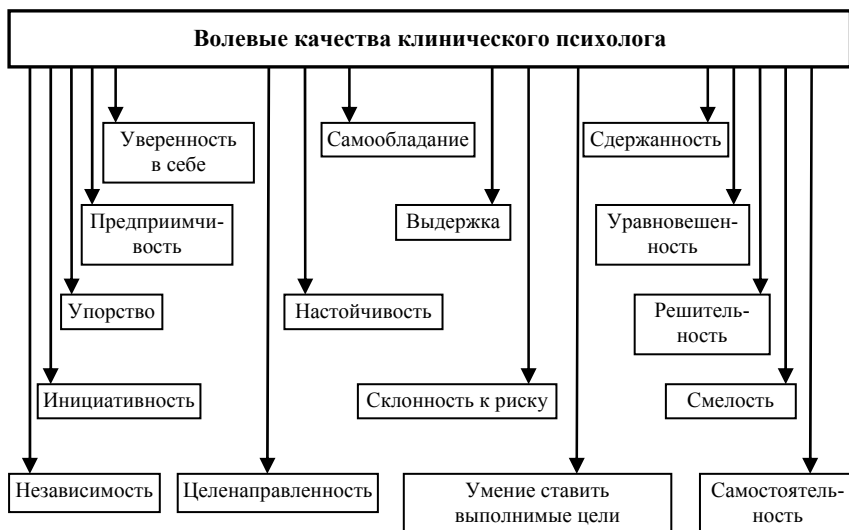 Волевые качества клинического психолога
Уверенность
в себе
Самообладание
Сдержанность
Предприимчи-
вость
Выдержка
Уравновешен-
ность
Упорство
Настойчивость
Решитель-
ность
Инициативность
Склонность к риску
Смелость
Независимость
Целенаправленность
Умение ставить
выполнимые цели
Самостоятель-
ность